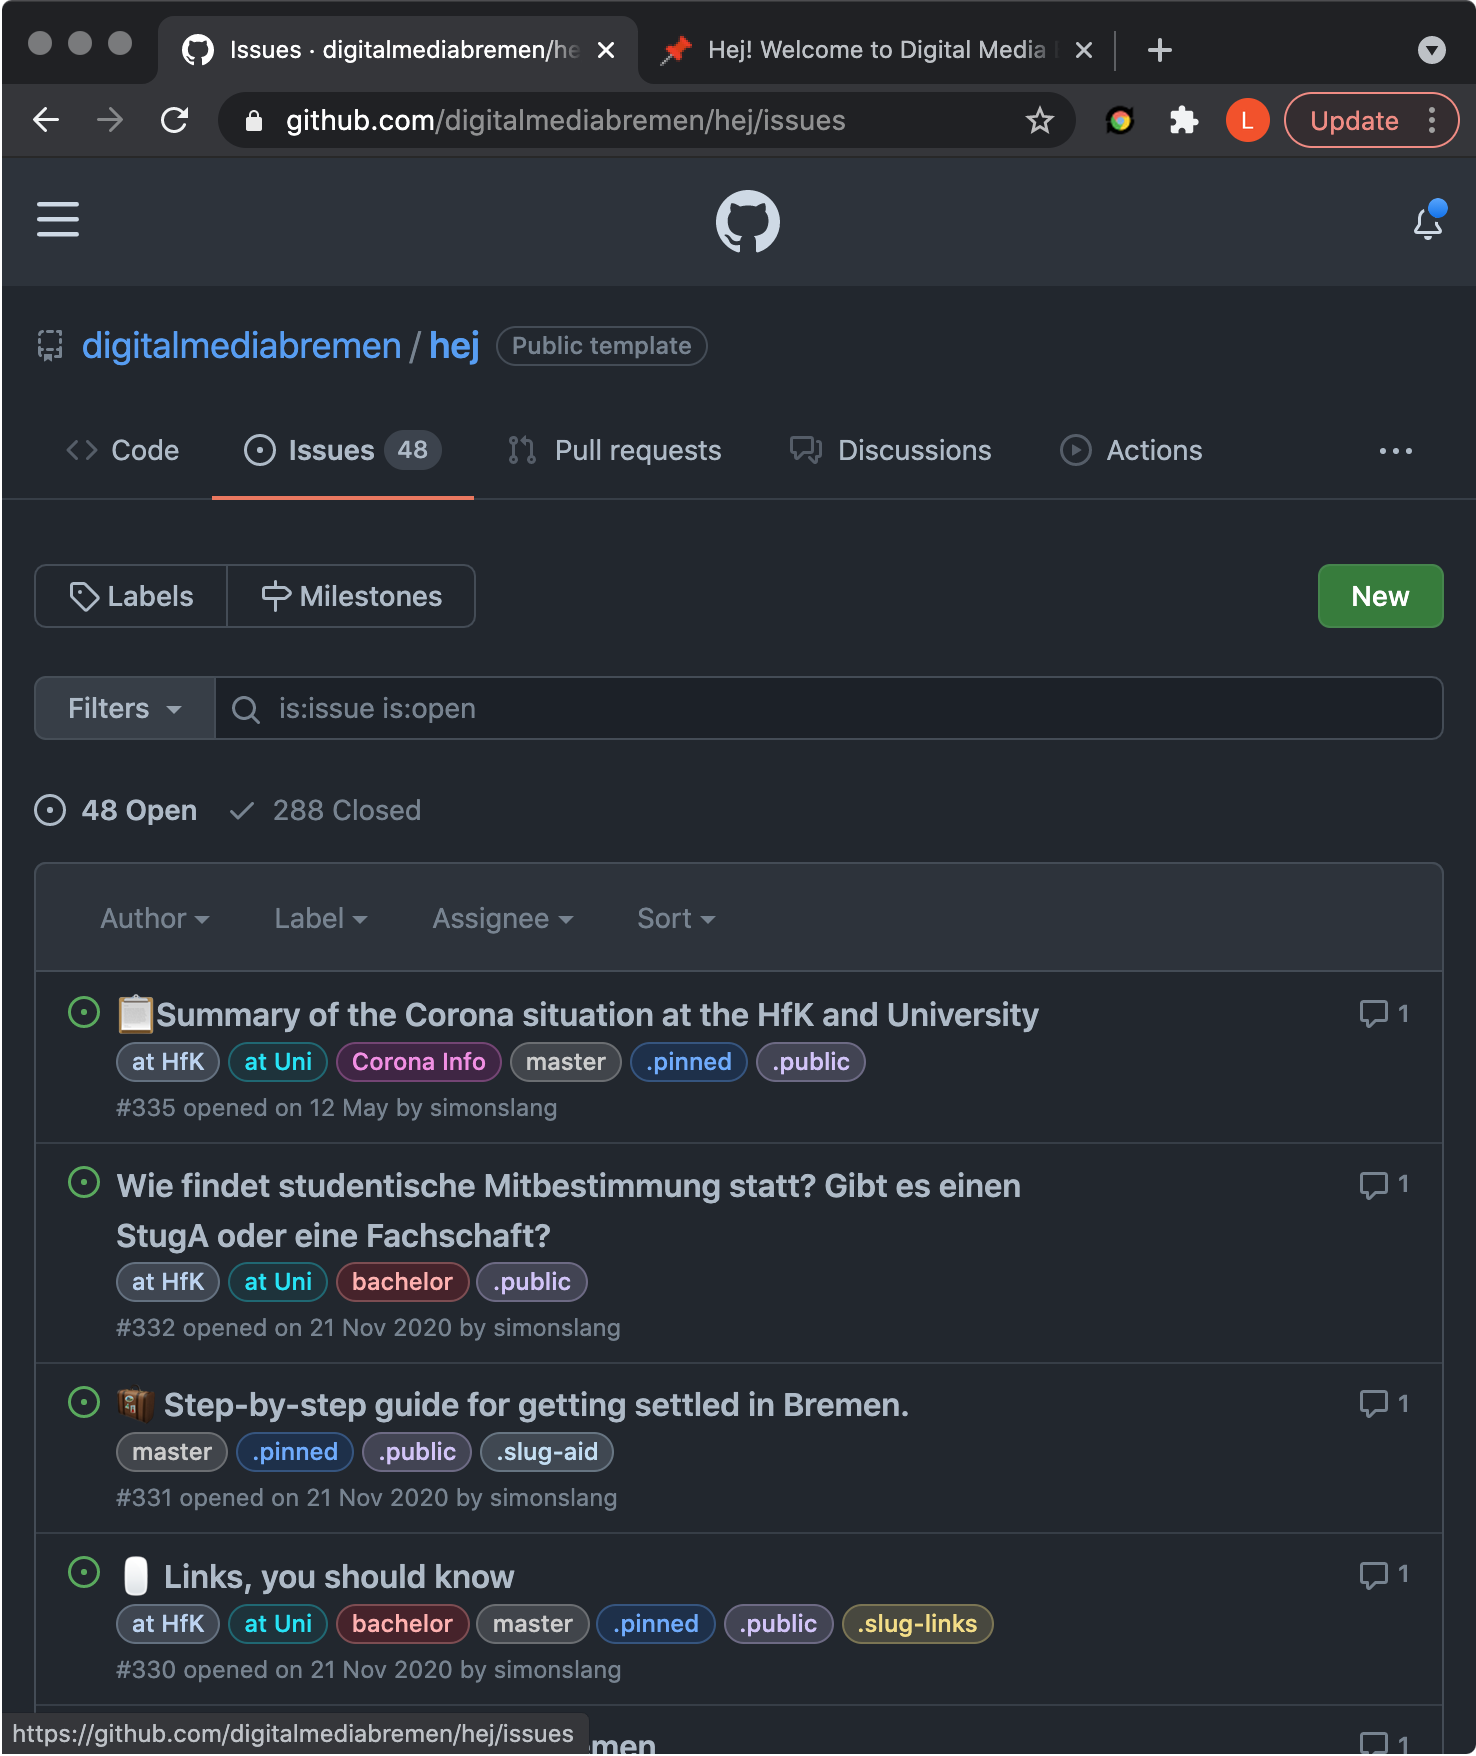 Issues · digitalmediabremen/he
Hej! Welcome to Digital Media
github.com/digitalmediabremen/hej/issues
L
Update
digitalmediabremen / hej
Public template
Code
Issues 48
Pull requests
Discussions
Actions
Labels
Milestones
New
Filters
is:issue is:open
48 Open
288 Closed
Author
Label
Assignee
Sort
Summary of the Corona situation at the HfK and University
1
at HfK at Uni Corona Info master .pinned .public
#335 opened on 12 May by simonslang
Wie findet studentische Mitbestimmung statt? Gibt es einen
1
StugA oder eine Fachschaft?
at HfK at Uni bachelor .public
#332 opened on 21 Nov 2020 by simonslang
Step-by-step guide for getting settled in Bremen.
1
master .pinned .public .slug-aid
#331 opened on 21 Nov 2020 by simonslang
Links, you should know
1
at HfK at Uni bachelor master .pinned .public .slug-links
#330 opened on 21 Nov 2020 by simonslang
https://github.com/digitalmediabremen/hej/issues
men
1